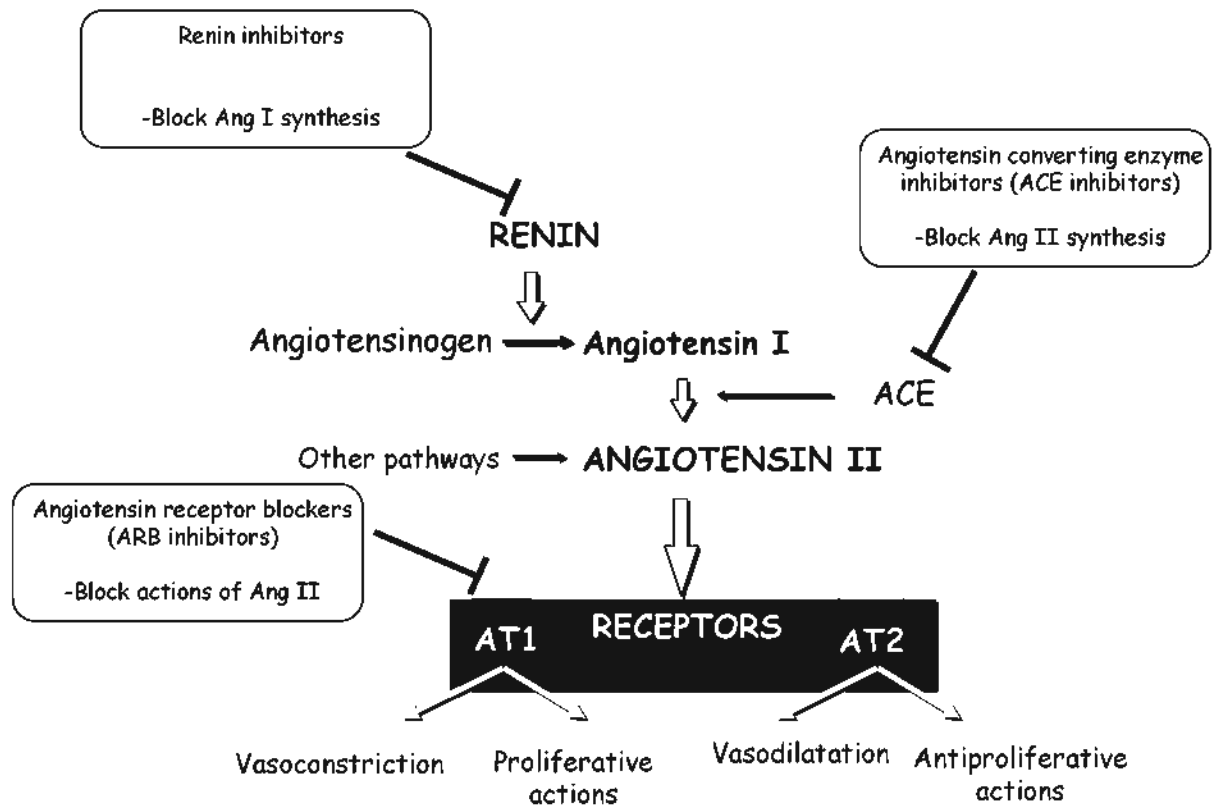 Renin inhibitors
-Block Ang I synthesis
Angiotensin converting enzyme
inhibitors (ACE inhibitors)
-Block Ang II synthesis
RENIN
Angiotensinogen
Angiotensin I
ACE
Other pathways
ANGIOTENSIN II
Angiotensin receptor blockers
(ARB inhibitors)
-Block actions of Ang II
RECEPTORS
AT1
AT2
Vasoconstriction
Proliferative
actions
Vasodilatation
Antiproliferative
actions